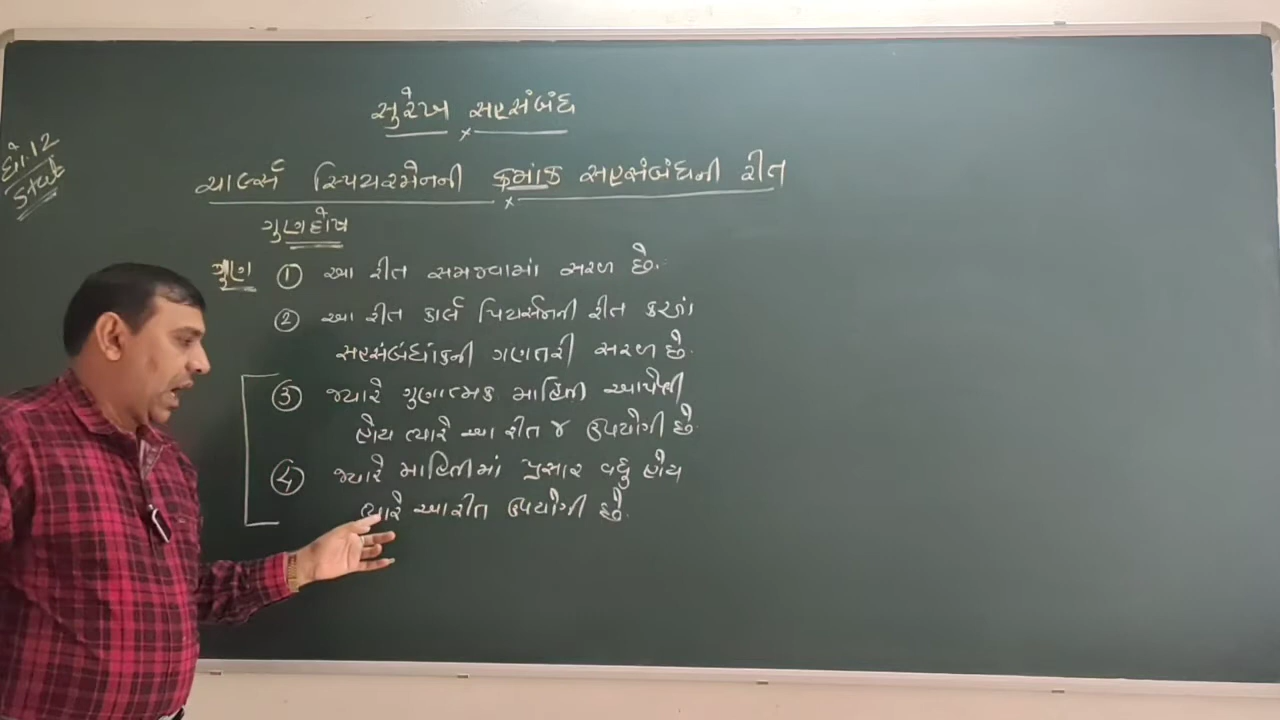 સુરેખ સહસંબંધ
ધો.12
Stat
ચાર્લ્સ સ્પિયરમેનની ક્રમાંક સહસંબંધની રીત
ગુણદોષ
ગુણ ① આ રીત સમજવામાં સરળ છે.
② આ રીત કાર્લ પિયર્સનની રીત કરતાં
સહસંબંધાંકની ગણતરી સરળ છે.
③ જ્યારે ગુણાત્મક માહિતી આપેલી
હોય ત્યારે આ રીત જ ઉપયોગી છે.
④ જ્યારે માહિતીમાં પ્રસાર વધુ હોય
ત્યારે આ રીત ઉપયોગી છે.